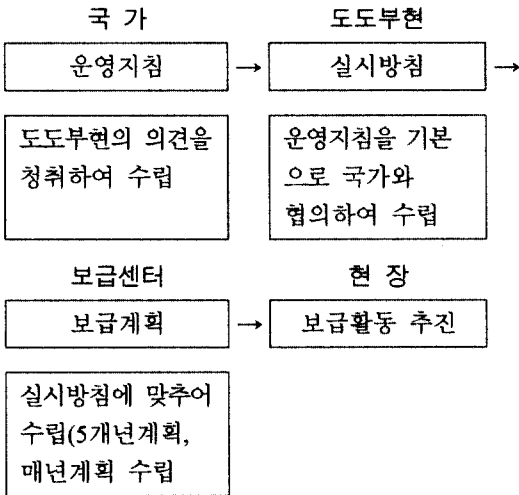 국 가
운영지침
→
도도부현
실시방침
→
도도부현의 의견을
청취하여 수립
운영지침을 기본
으로 국가와
협의하여 수립
보급센터
보급계획
→
현 장
보급활동 추진
실시방침에 맞추어
수립(5개년계획,
매년계획 수립